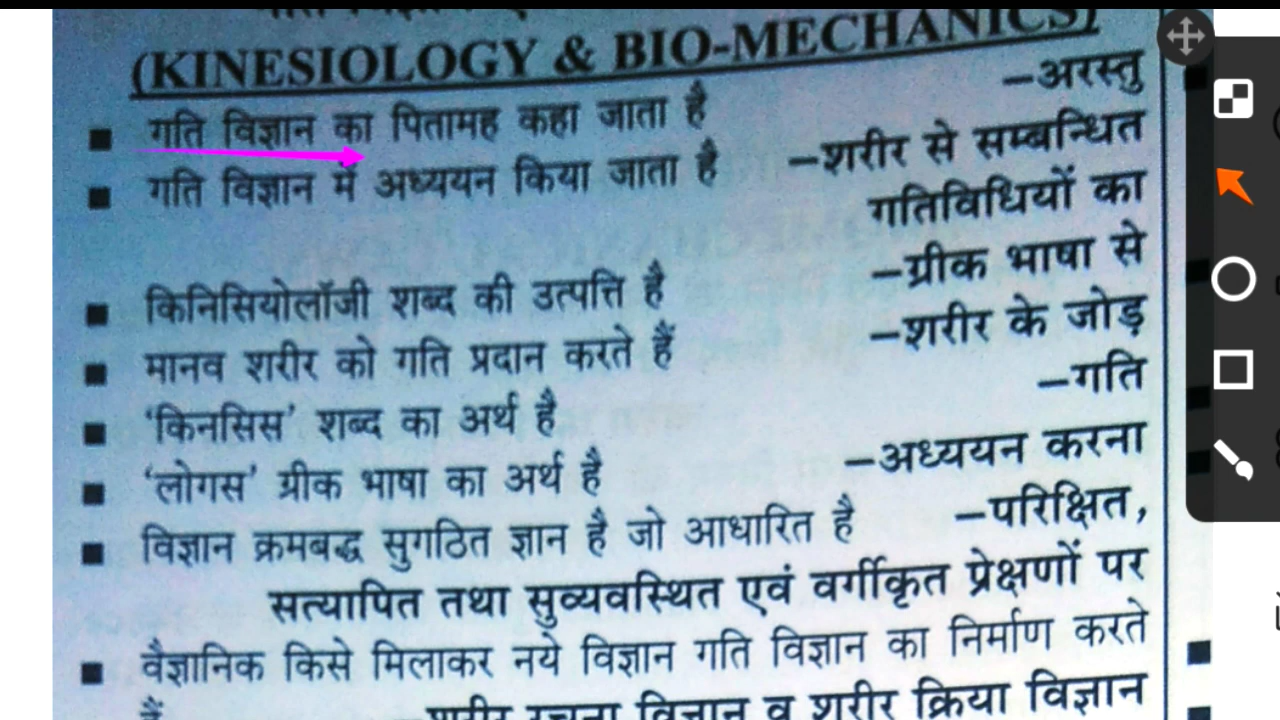 (KINESIOLOGY & BIO-MECHANICS)
■ गति विज्ञान का पितामह कहा जाता है –अरस्तु
■ गति विज्ञान में अध्ययन किया जाता है –शरीर से सम्बन्धित
गतिविधियों का
■ किनिसियोलॉजी शब्द की उत्पत्ति है –ग्रीक भाषा से
■ मानव शरीर को गति प्रदान करते हैं –शरीर के जोड़
■ ‘किनसिस’ शब्द का अर्थ है –गति
■ ‘लोगस’ ग्रीक भाषा का अर्थ है –अध्ययन करना
■ विज्ञान क्रमबद्ध सुगठित ज्ञान है जो आधारित है –परिक्षित,
सत्यापित तथा सुव्यवस्थित एवं वर्गीकृत प्रेक्षणों पर
■ वैज्ञानिक किसे मिलाकर नये विज्ञान गति विज्ञान का निर्माण करते
हैं –शरीर रचना विज्ञान व शरीर क्रिया विज्ञान